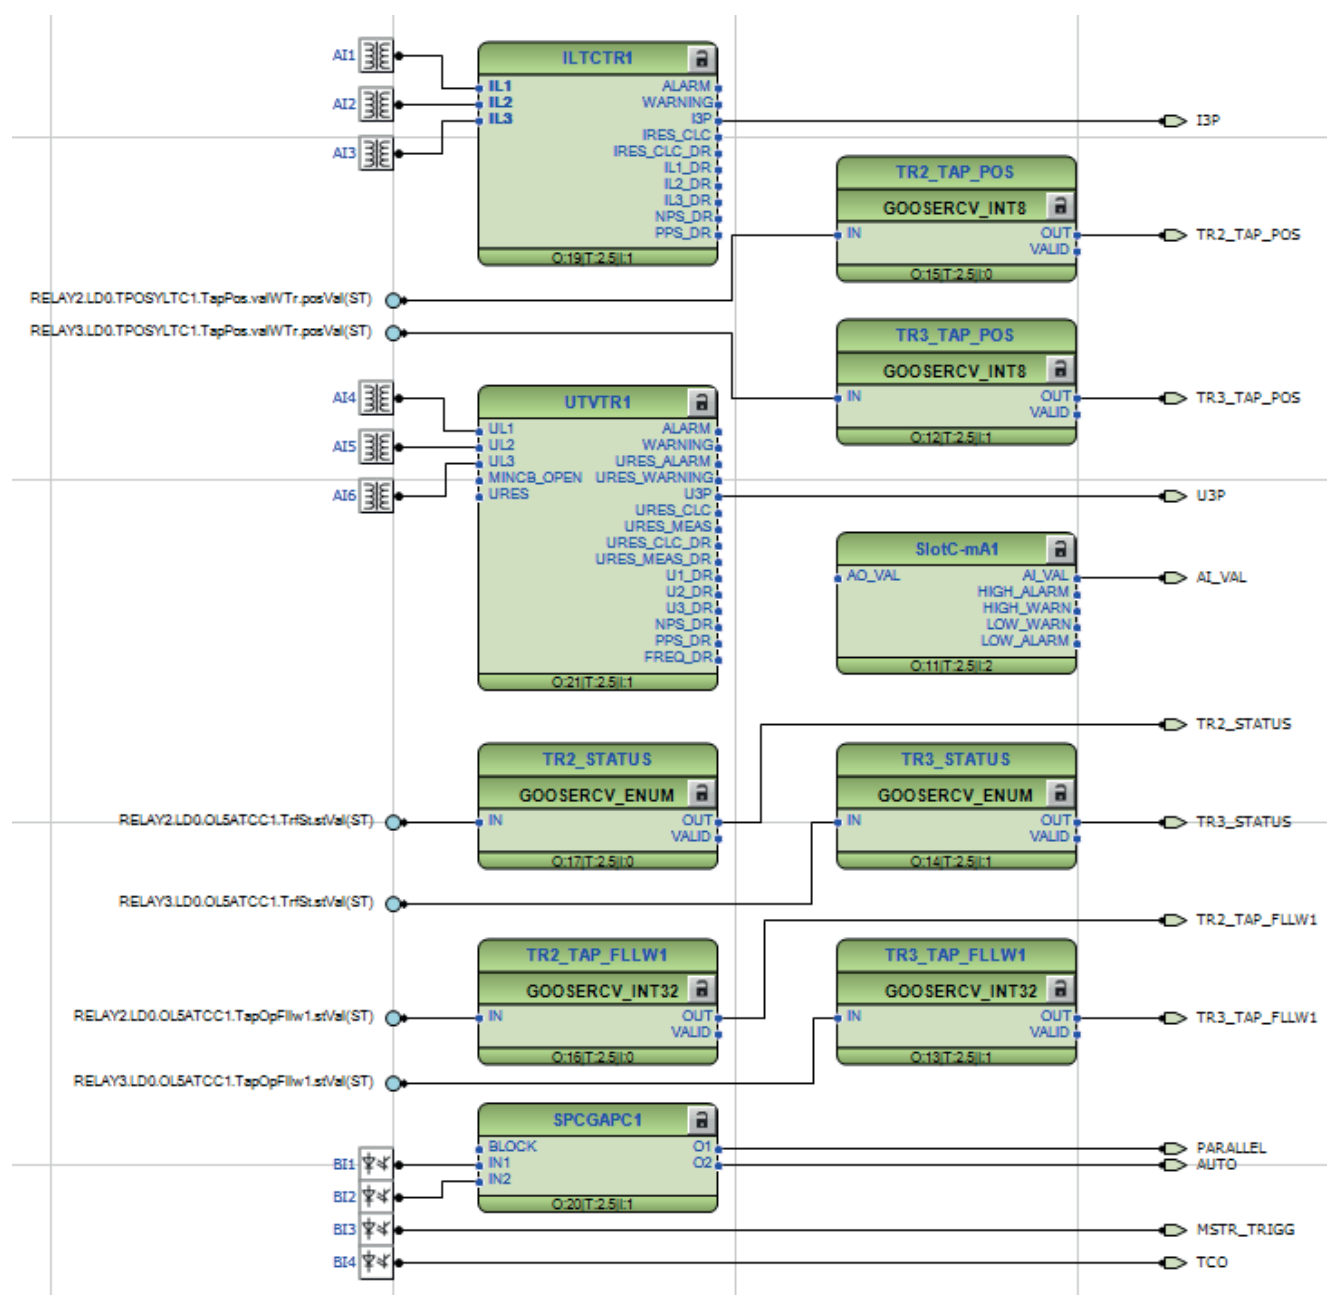 AI1
AI2
AI3
ILTCTR1
IL1
IL2
IL3
ALARM
WARNING
I3P
IRES_CLC
IRES_CLC_DR
IL1_DR
IL2_DR
IL3_DR
NPS_DR
PPS_DR
O:19|T:2.5|I:1
I3P
TR2_TAP_POS
GOOSERCV_INT8
IN
OUT
VALID
O:15|T:2.5|I:0
TR2_TAP_POS
RELAY2.LD0.TPOSYLTC1.TapPos.valWTr.posVal(ST)
RELAY3.LD0.TPOSYLTC1.TapPos.valWTr.posVal(ST)
TR3_TAP_POS
GOOSERCV_INT8
IN
OUT
VALID
O:12|T:2.5|I:1
TR3_TAP_POS
AI4
AI5
AI6
UTVTR1
UL1
UL2
UL3
MINCB_OPEN
URES
ALARM
WARNING
URES_ALARM
URES_WARNING
U3P
URES_CLC
URES_MEAS
URES_CLC_DR
URES_MEAS_DR
U1_DR
U2_DR
U3_DR
NPS_DR
PPS_DR
FREQ_DR
O:21|T:2.5|I:1
U3P
SlotC-mA1
AO_VAL
AI_VAL
HIGH_ALARM
HIGH_WARN
LOW_WARN
LOW_ALARM
O:11|T:2.5|I:2
AI_VAL
TR2_STATUS
TR2_STATUS
GOOSERCV_ENUM
IN
OUT
VALID
O:17|T:2.5|I:0
TR3_STATUS
GOOSERCV_ENUM
IN
OUT
VALID
O:14|T:2.5|I:1
TR3_STATUS
RELAY2.LD0.OL5ATCC1.TrfSt.stVal(ST)
RELAY3.LD0.OL5ATCC1.TrfSt.stVal(ST)
TR2_TAP_FLLW1
TR2_TAP_FLLW1
GOOSERCV_INT32
IN
OUT
VALID
O:16|T:2.5|I:0
TR3_TAP_FLLW1
GOOSERCV_INT32
IN
OUT
VALID
O:13|T:2.5|I:1
TR3_TAP_FLLW1
RELAY2.LD0.OL5ATCC1.TapOpFllw1.stVal(ST)
RELAY3.LD0.OL5ATCC1.TapOpFllw1.stVal(ST)
SPCGAPC1
BLOCK
IN1
IN2
O1
O2
O:20|T:2.5|I:1
BI1
BI2
BI3
BI4
PARALLEL
AUTO
MSTR_TRIGG
TCO